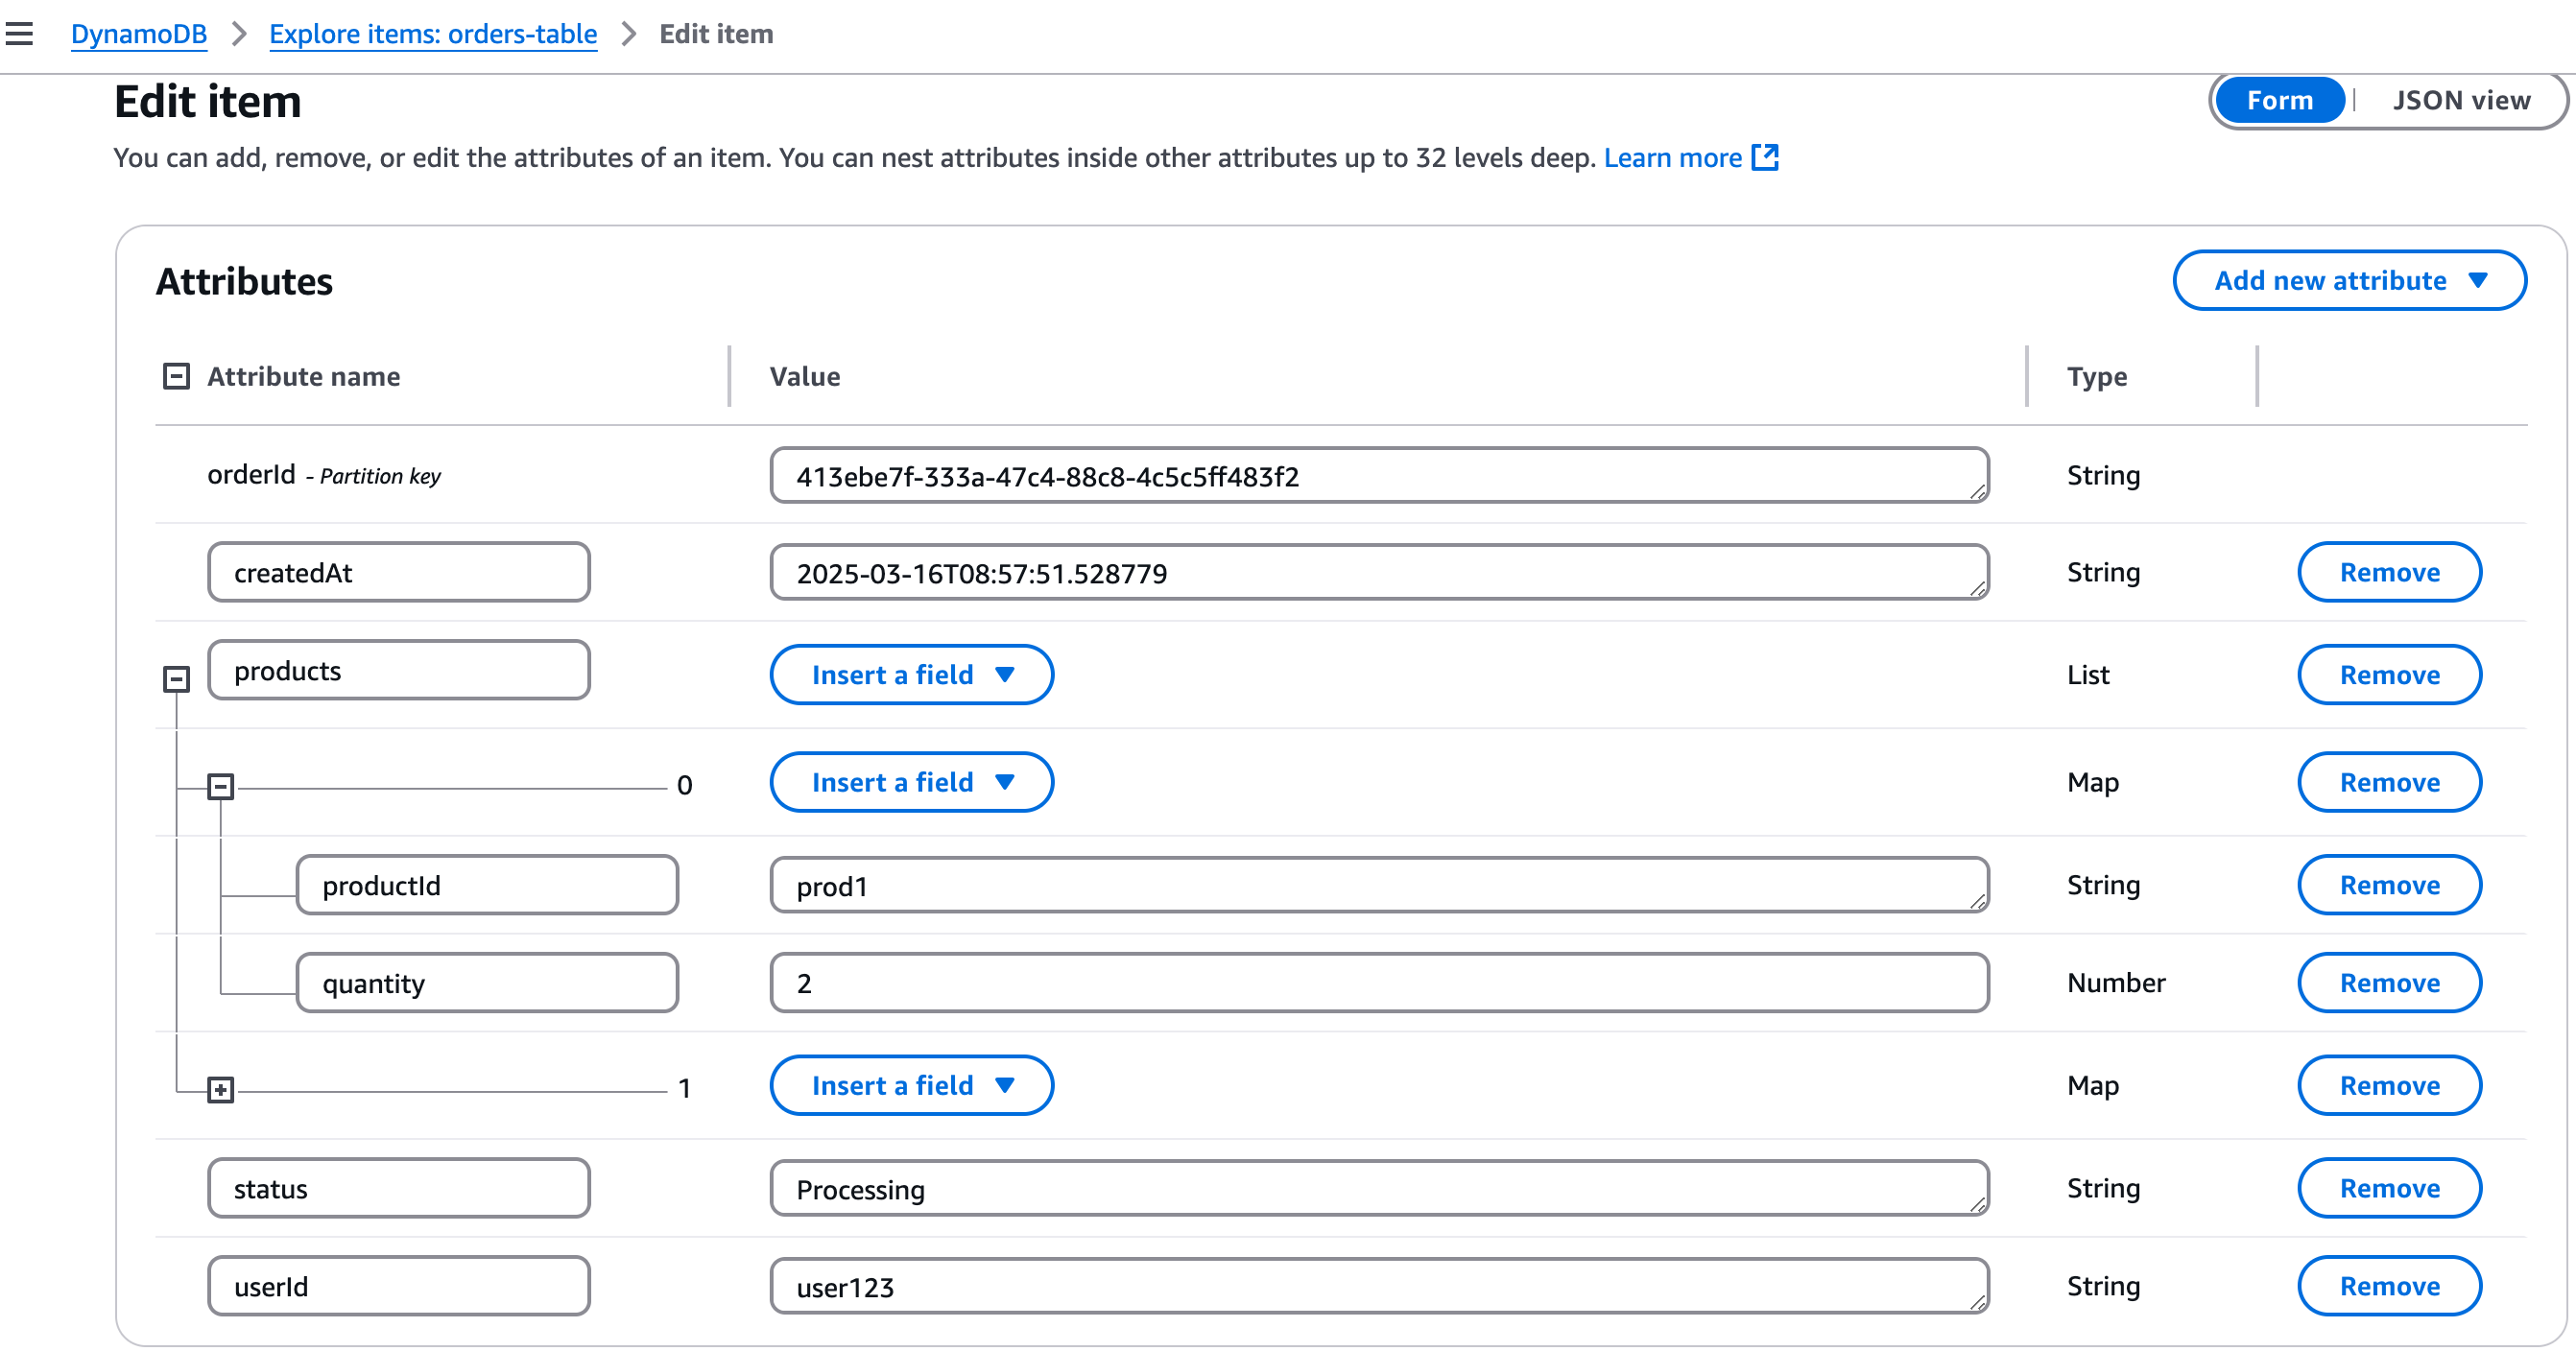 DynamoDB > Explore items: orders-table > Edit item
Edit item
Form | JSON view
You can add, remove, or edit the attributes of an item. You can nest attributes inside other attributes up to 32 levels deep. Learn more
Attributes
Add new attribute
Attribute name Value Type
orderId - Partition key 413ebe7f-333a-47c4-88c8-4c5c5ff483f2 String
createdAt 2025-03-16T08:57:51.528779 String Remove
products Insert a field List Remove
0 Insert a field Map Remove
productId prod1 String Remove
quantity 2 Number Remove
1 Insert a field Map Remove
status Processing String Remove
userId user123 String Remove